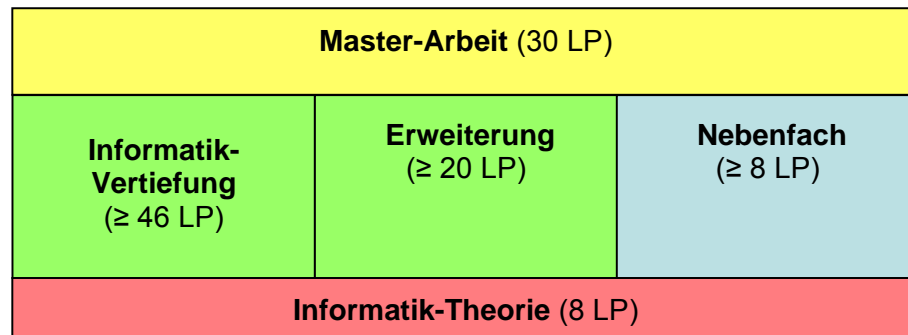 Master-Arbeit (30 LP)
Informatik-
Vertiefung
(≥ 46 LP)
Erweiterung
(≥ 20 LP)
Nebenfach
(≥ 8 LP)
Informatik-Theorie (8 LP)